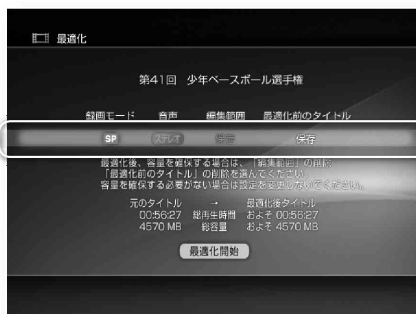 最適化
第41回 少年ベースボール選手権
録画モード 音声 編集範囲 最適化前のタイトル
SP ステレオ 保存 保存
最適化後、容量を確保する場合は、「編集範囲」の削除
「最適化前のタイトル」の削除を選んでください。
容量を確保する必要がない場合は設定を変更しないでください。
元のタイトル → 最適化後タイトル
00:56:27 総再生時間 およそ 00:56:27
4570 MB 総容量 およそ 4570 MB
最適化開始